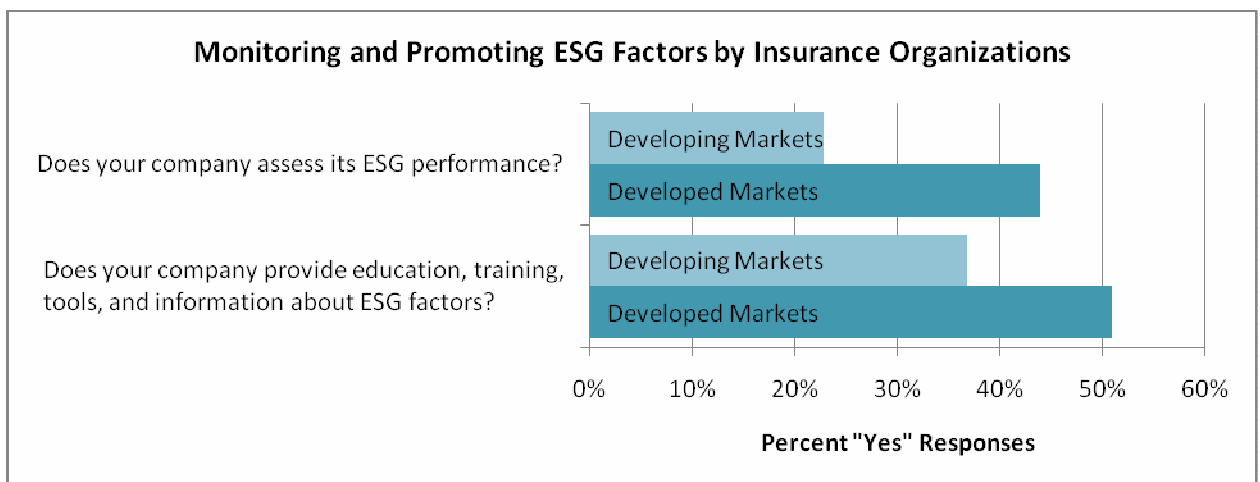 Monitoring and Promoting ESG Factors by Insurance Organizations
Developing Markets
Does your company assess its ESG performance?
Developed Markets
Developing Markets
Does your company provide education, training,
tools, and information about ESG factors?
Developed Markets
0% 10% 20% 30% 40% 50% 60%
Percent "Yes" Responses